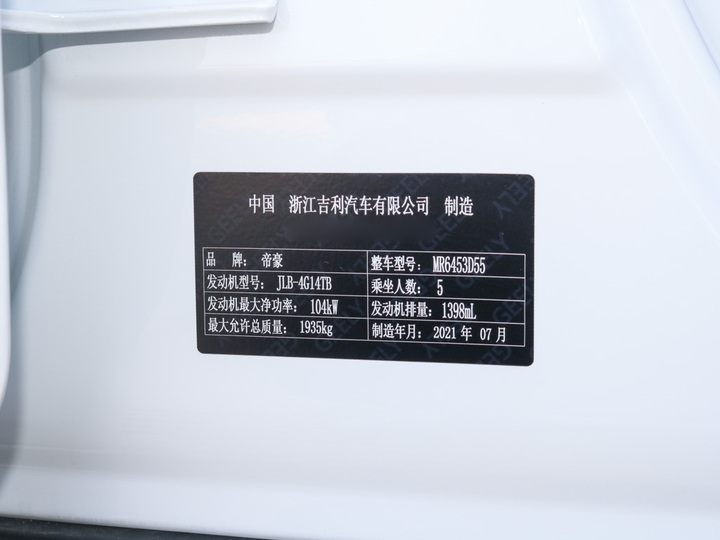 中国 浙江吉利汽车有限公司 制造
品 牌：帝豪 整车型号：MR6453D55
发动机型号：JLB-4G14TB 乘坐人数：5
发动机最大净功率：104kW 发动机排量：1398mL
最大允许总质量：1935kg 制造年月：2021 年 07 月